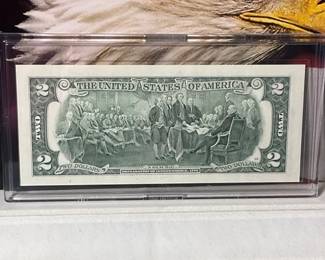 THE UNITED STATES OF AMERICA
2 2
TWO TWO
2 2
TWO DOLLARS TWO DOLLARS